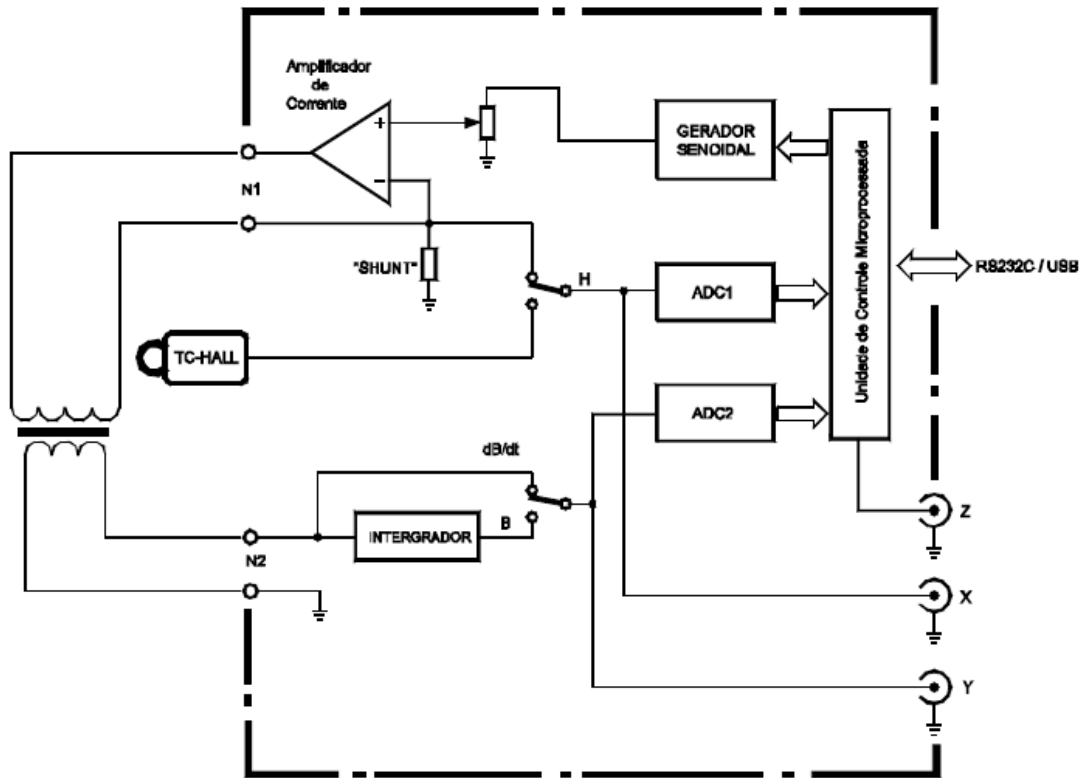 Amplificador
de
Corrente
+
−
N1
GERADOR
SENOIDAL
Unidade de Controle Microprocessada
RS232C / USB
"SHUNT"
H
ADC1
TC-HALL
ADC2
dB/dt
B
INTERGRADOR
N2
Z
X
Y